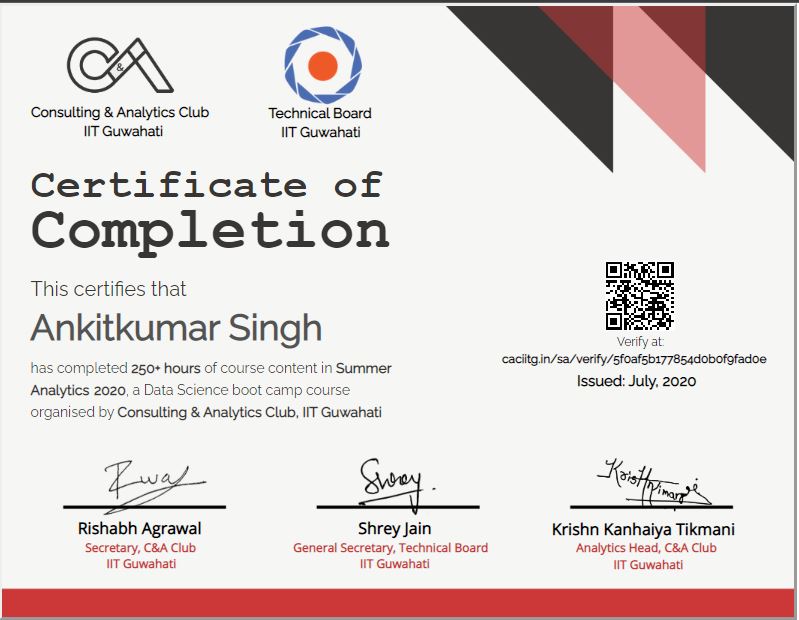 C&A
Consulting & Analytics Club
IIT Guwahati
Technical Board
IIT Guwahati
Certificate of
Completion
This certifies that
Ankitkumar Singh
has completed 250+ hours of course content in Summer
Analytics 2020, a Data Science boot camp course
organised by Consulting & Analytics Club, IIT Guwahati
Verify at:
caciitg.in/sa/verify/5f0af5b177854d0b0f9fad0e
Issued: July, 2020
Shrey.
Rishabh Agrawal
Secretary, C&A Club
IIT Guwahati
Shrey Jain
General Secretary, Technical Board
IIT Guwahati
Krishn Kanhaiya Tikmani
Analytics Head, C&A Club
IIT Guwahati